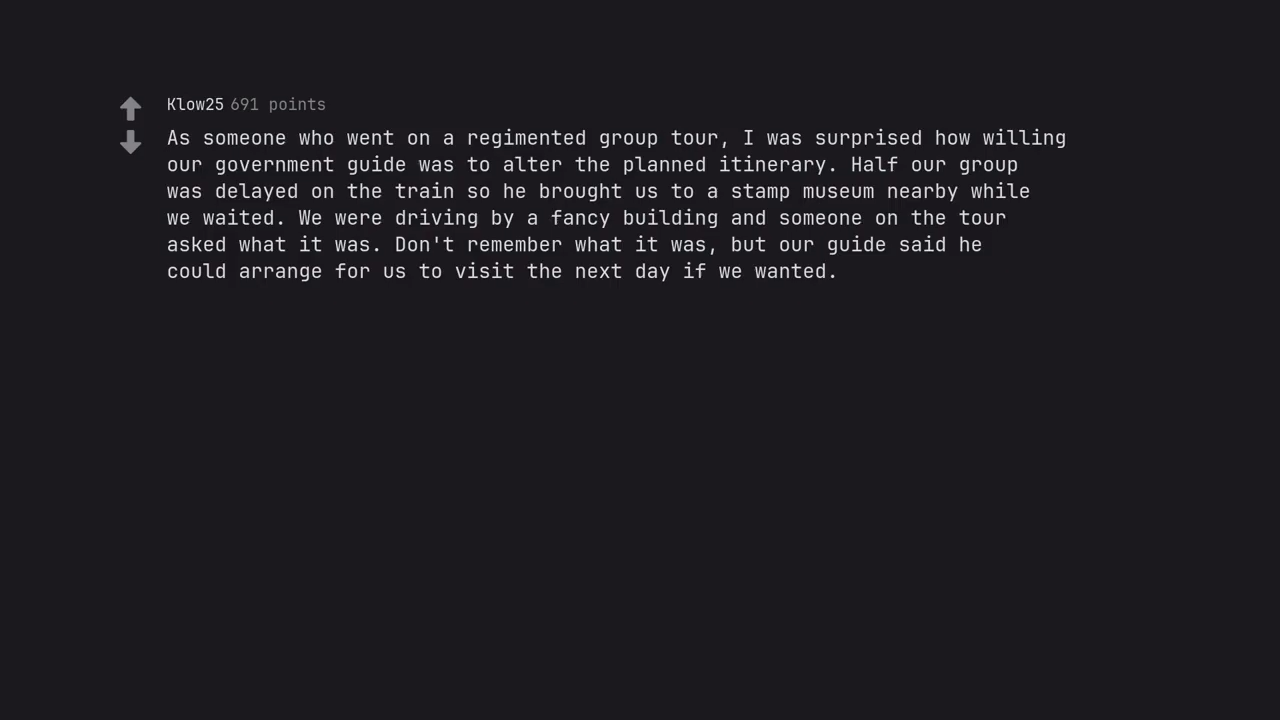 Klow25 691 points
As someone who went on a regimented group tour, I was surprised how willing
our government guide was to alter the planned itinerary. Half our group
was delayed on the train so he brought us to a stamp museum nearby while
we waited. We were driving by a fancy building and someone on the tour
asked what it was. Don't remember what it was, but our guide said he
could arrange for us to visit the next day if we wanted.